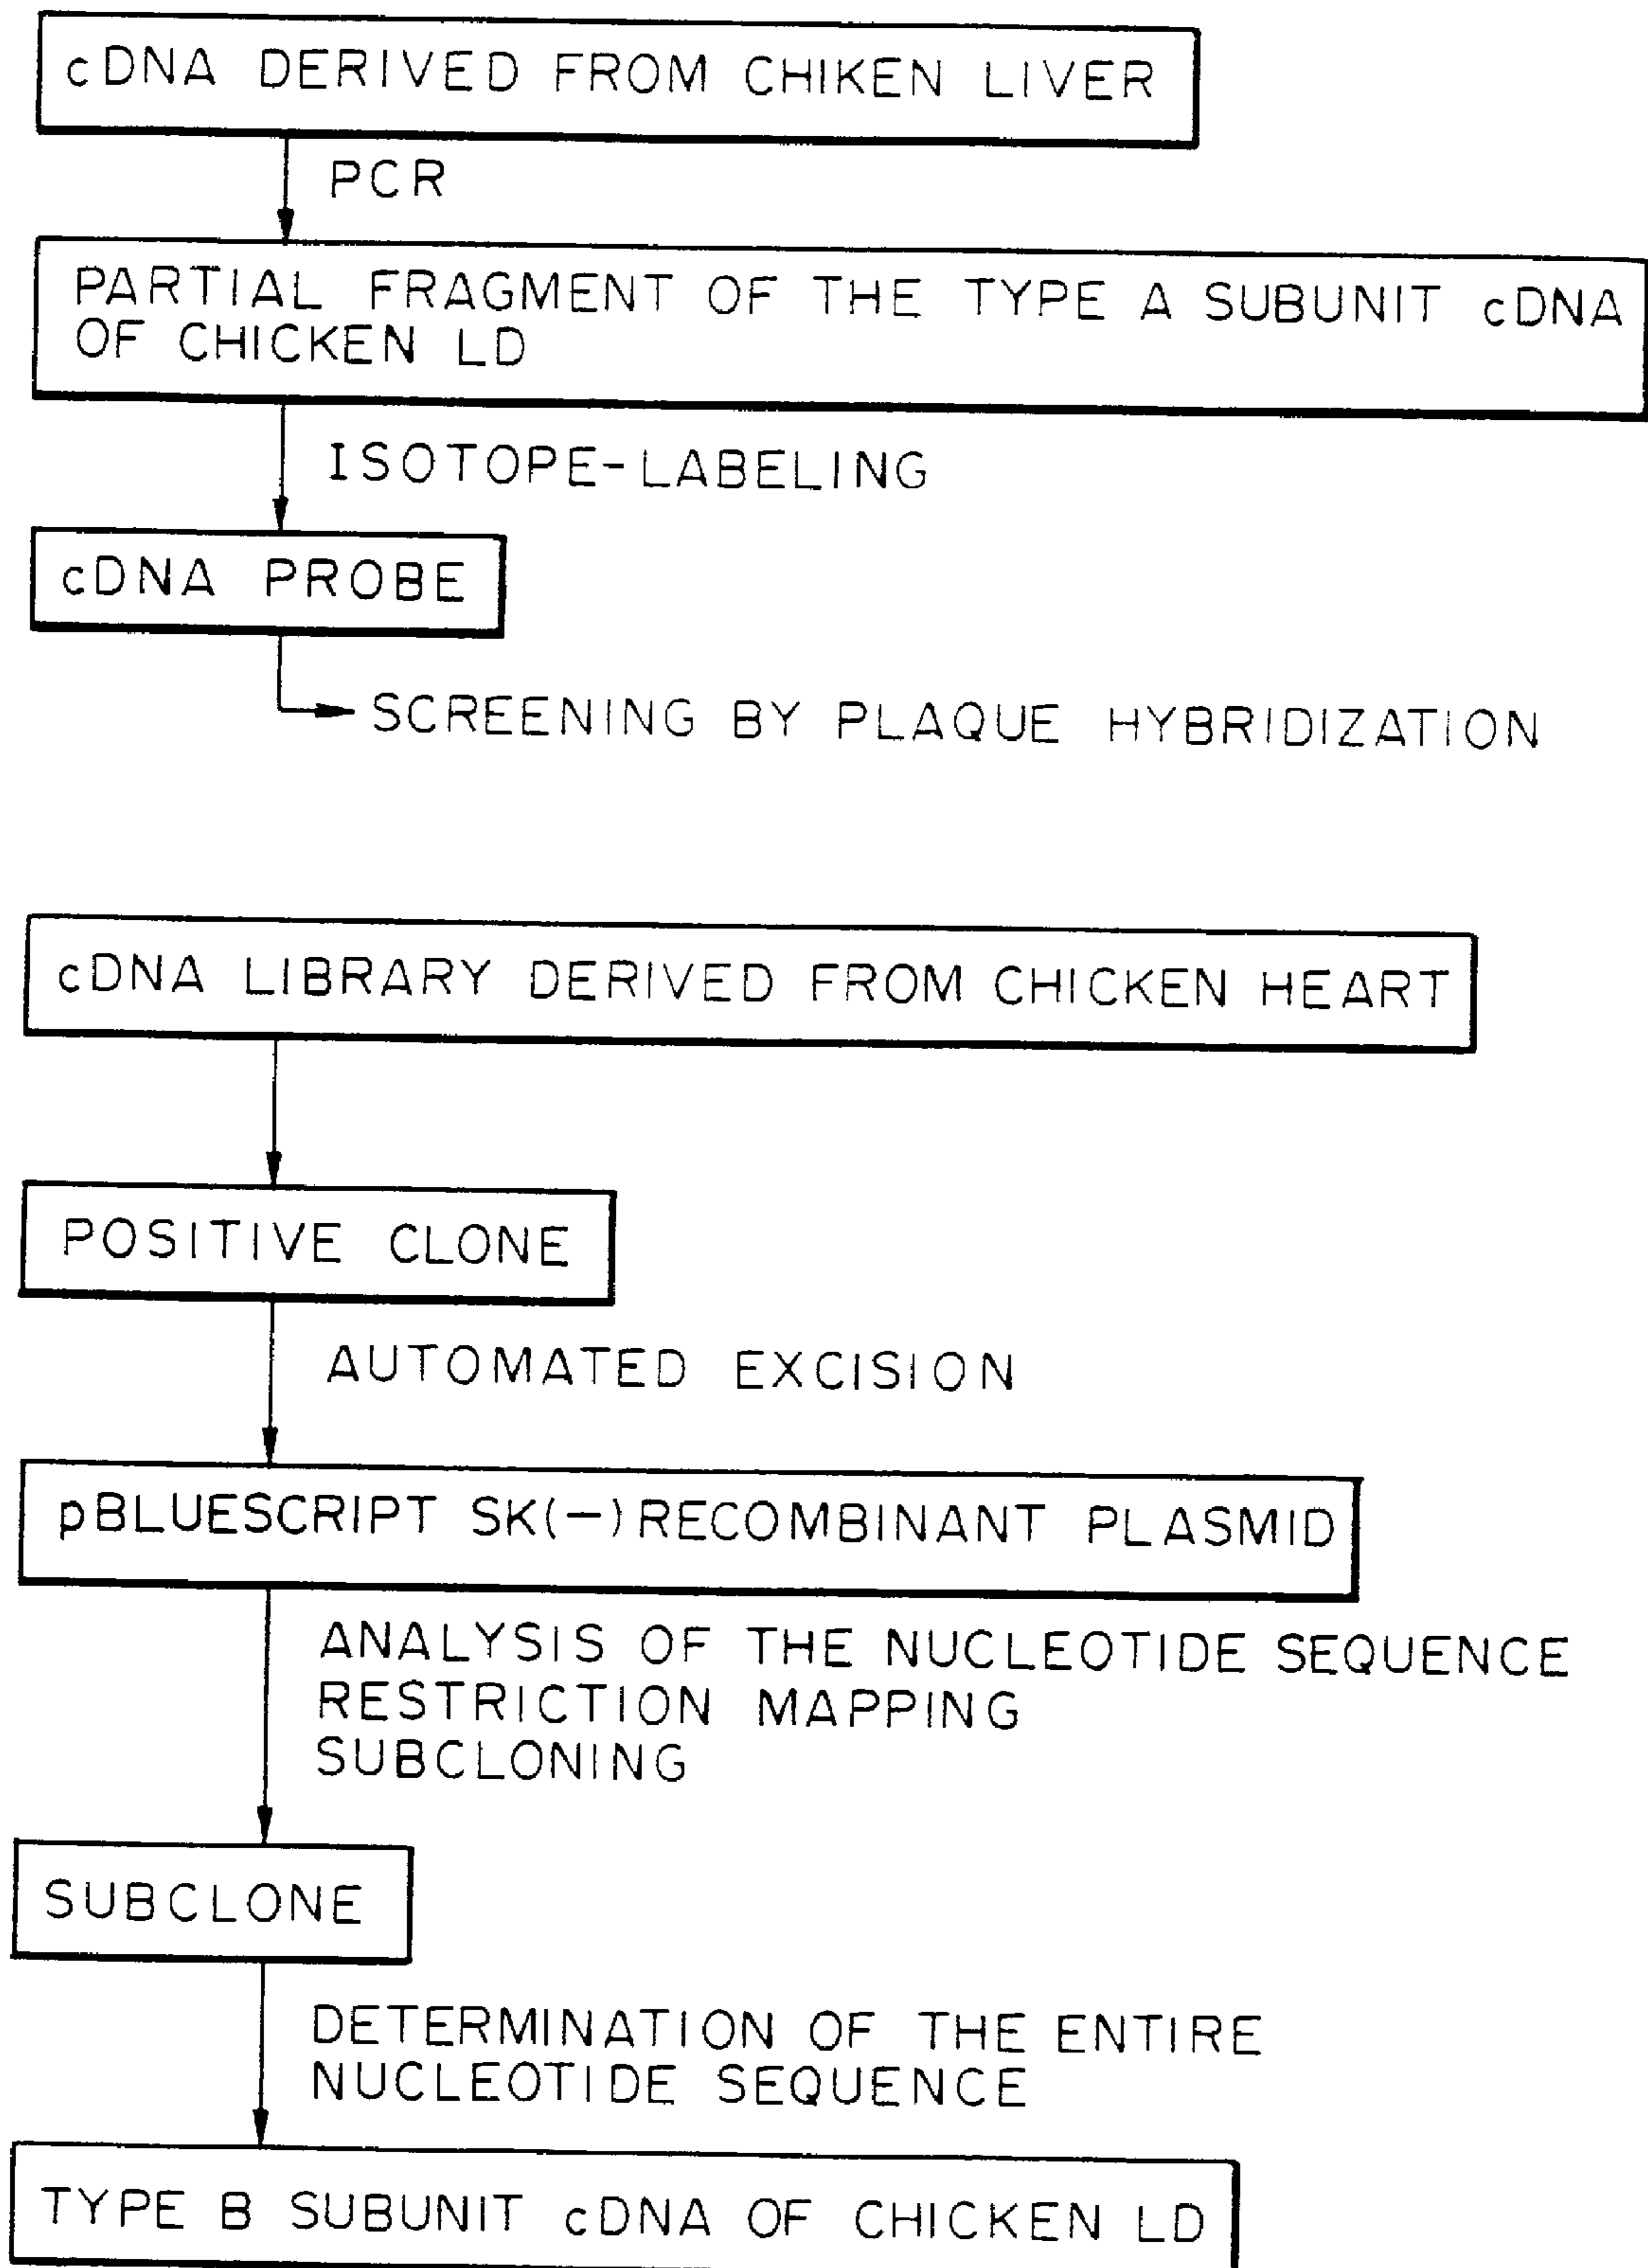 cDNA DERIVED FROM CHIKEN LIVER
PCR
PARTIAL FRAGMENT OF THE TYPE A SUBUNIT cDNA
OF CHICKEN LD
ISOTOPE-LABELING
cDNA PROBE
SCREENING BY PLAQUE HYBRIDIZATION
cDNA LIBRARY DERIVED FROM CHICKEN HEART
POSITIVE CLONE
AUTOMATED EXCISION
pBLUESCRIPT SK(-) RECOMBINANT PLASMID
ANALYSIS OF THE NUCLEOTIDE SEQUENCE
RESTRICTION MAPPING
SUBCLONING
SUBCLONE
DETERMINATION OF THE ENTIRE
NUCLEOTIDE SEQUENCE
TYPE B SUBUNIT cDNA OF CHICKEN LD